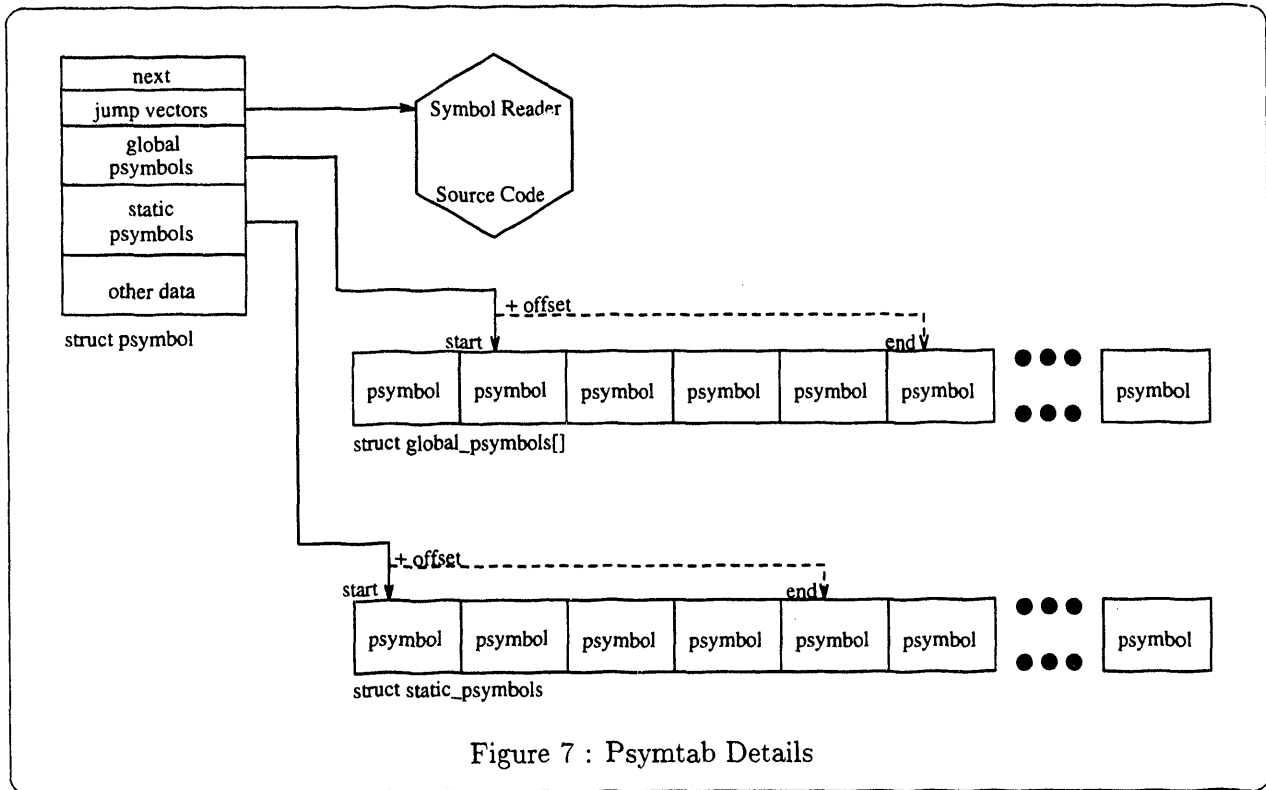 next
jump vectors
global
psymbols
static
psymbols
other data
struct psymbol
Symbol Reader
Source Code
+ offset
start
end
psymbol psymbol psymbol psymbol psymbol psymbol psymbol
struct global_psymbols[]
+ offset
start
end
psymbol psymbol psymbol psymbol psymbol psymbol psymbol
struct static_psymbols
Figure 7 : Psymtab Details